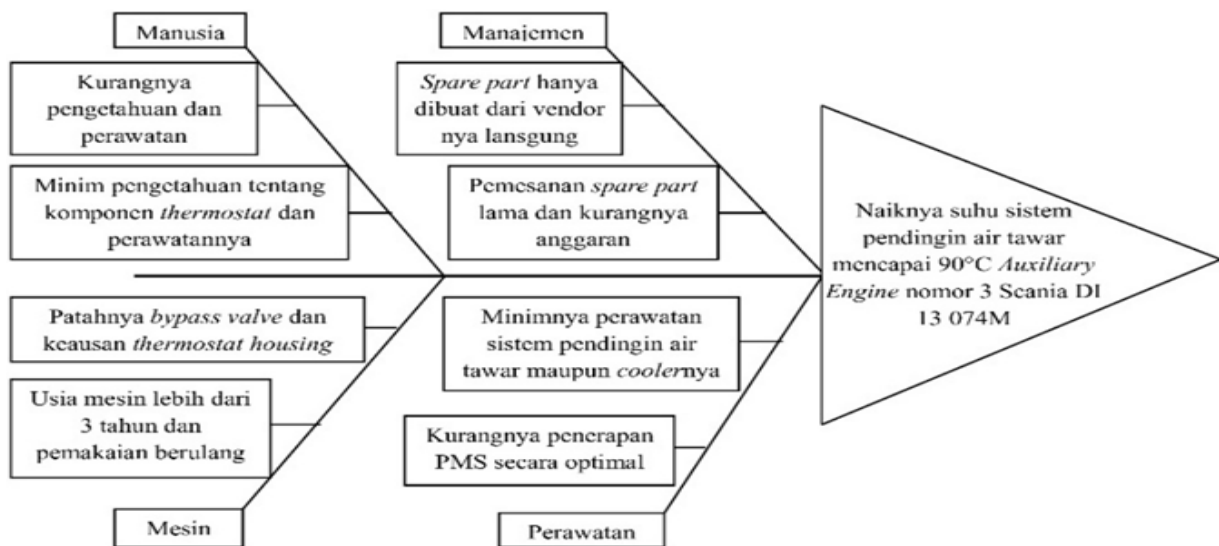 Manusia
Kurangnya
pengetahuan dan
perawatan
Minim pengetahuan tentang
komponen thermostat dan
perawatannya
Manajemen
Spare part hanya
dibuat dari vendor
nya lansgung
Pemesanan spare part
lama dan kurangnya
anggaran
Naiknya suhu sistem
pendingin air tawar
mencapai 90°C Auxiliary
Engine nomor 3 Scania DI
13 074M
Patahnya bypass valve dan
keausan thermostat housing
Usia mesin lebih dari
3 tahun dan
pemakaian berulang
Mesin
Minimnya perawatan
sistem pendingin air
tawar maupun coolernya
Kurangnya penerapan
PMS secara optimal
Perawatan